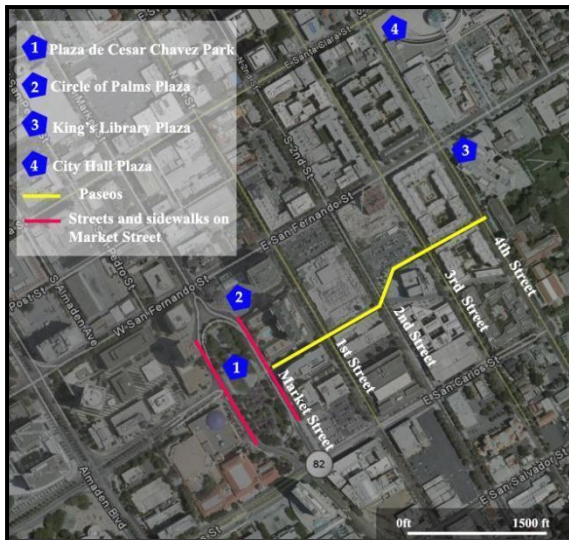 1 Plaza de Cesar Chavez Park
2 Circle of Palms Plaza
3 King's Library Plaza
4 City Hall Plaza
Paseos
Streets and sidewalks on
Market Street
4
3
2
1
E Santa Clara St
S 2nd St
E San Fernando St
W San Fernando St
S Almaden Ave
Post St
Almaden Blvd
Market Street
1st Street
2nd Street
3rd Street
4th Street
E San Carlos St
E San Salvador St
82
0ft 1500 ft